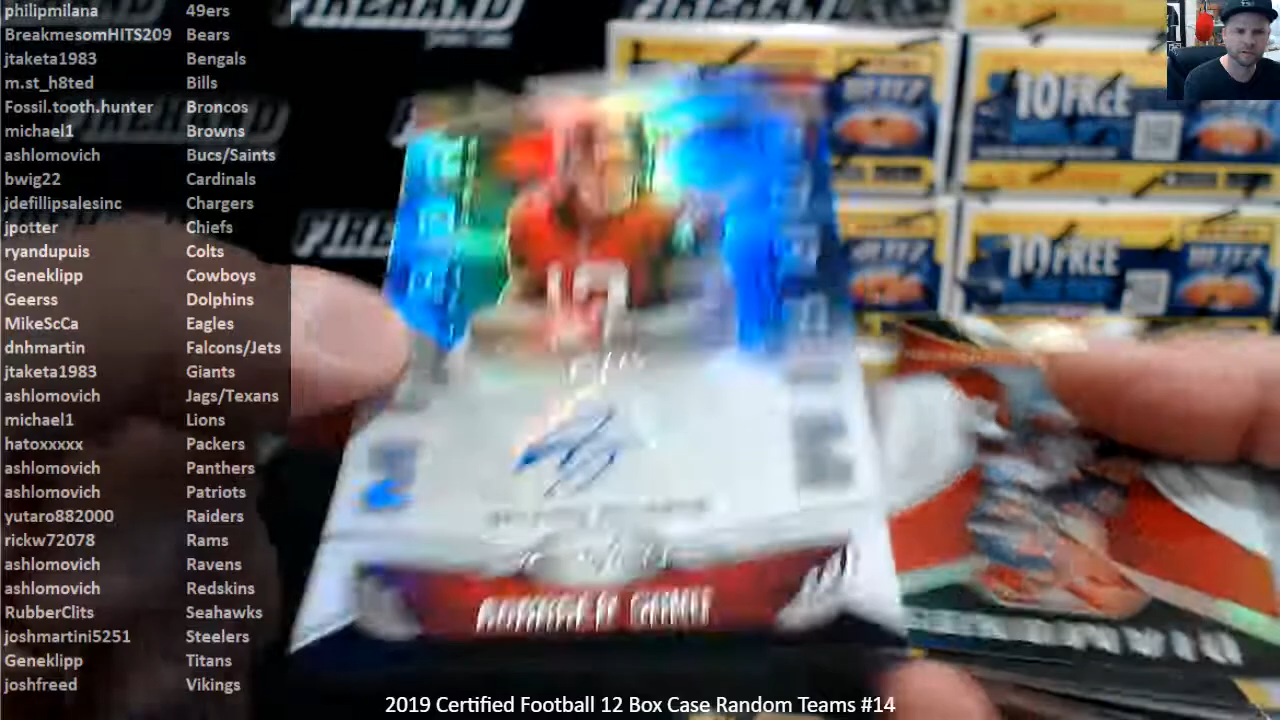 philipmilana 49ers
BreakmesomHITS209 Bears
jtaketa1983 Bengals
m.st_h8ted Bills
Fossil.tooth.hunter Broncos
michael1 Browns
ashlomovich Bucs/Saints
bwig22 Cardinals
jdefillipsalesinc Chargers
jpotter Chiefs
ryandupuis Colts
Geneklipp Cowboys
Geerss Dolphins
MikeScCa Eagles
dnhmartin Falcons/Jets
jtaketa1983 Giants
ashlomovich Jags/Texans
michael1 Lions
hatoxxxxx Packers
ashlomovich Panthers
ashlomovich Patriots
yutaro882000 Raiders
rickw72078 Rams
ashlomovich Ravens
ashlomovich Redskins
RubberClits Seahawks
joshmartini5251 Steelers
Geneklipp Titans
joshfreed Vikings
10 FREE
10 FREE
2019 Certified Football 12 Box Case Random Teams #14